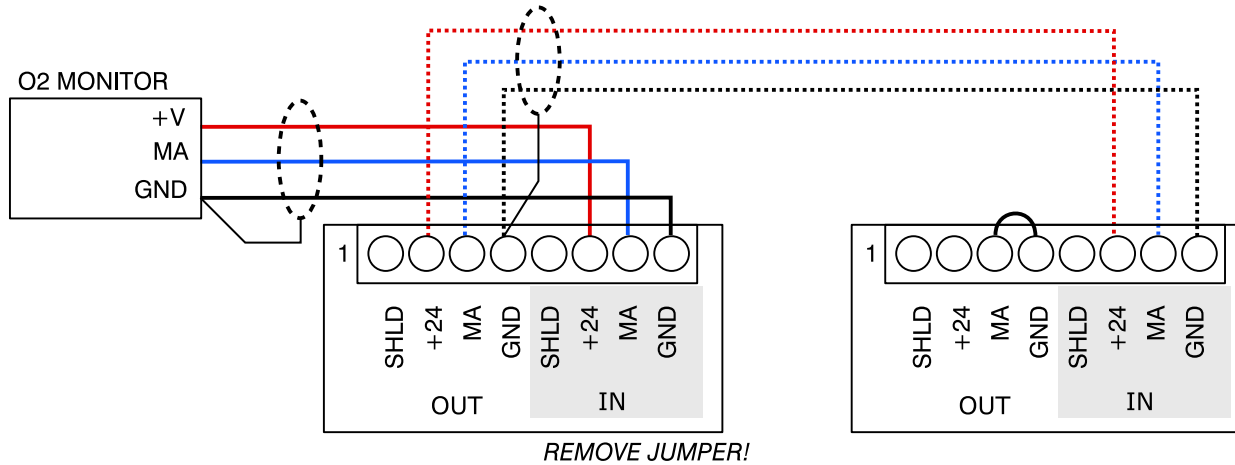 O2 MONITOR
+V
MA
GND
1
SHLD
+24
MA
GND
SHLD
+24
MA
GND
OUT
IN
REMOVE JUMPER!
1
SHLD
+24
MA
GND
SHLD
+24
MA
GND
OUT
IN